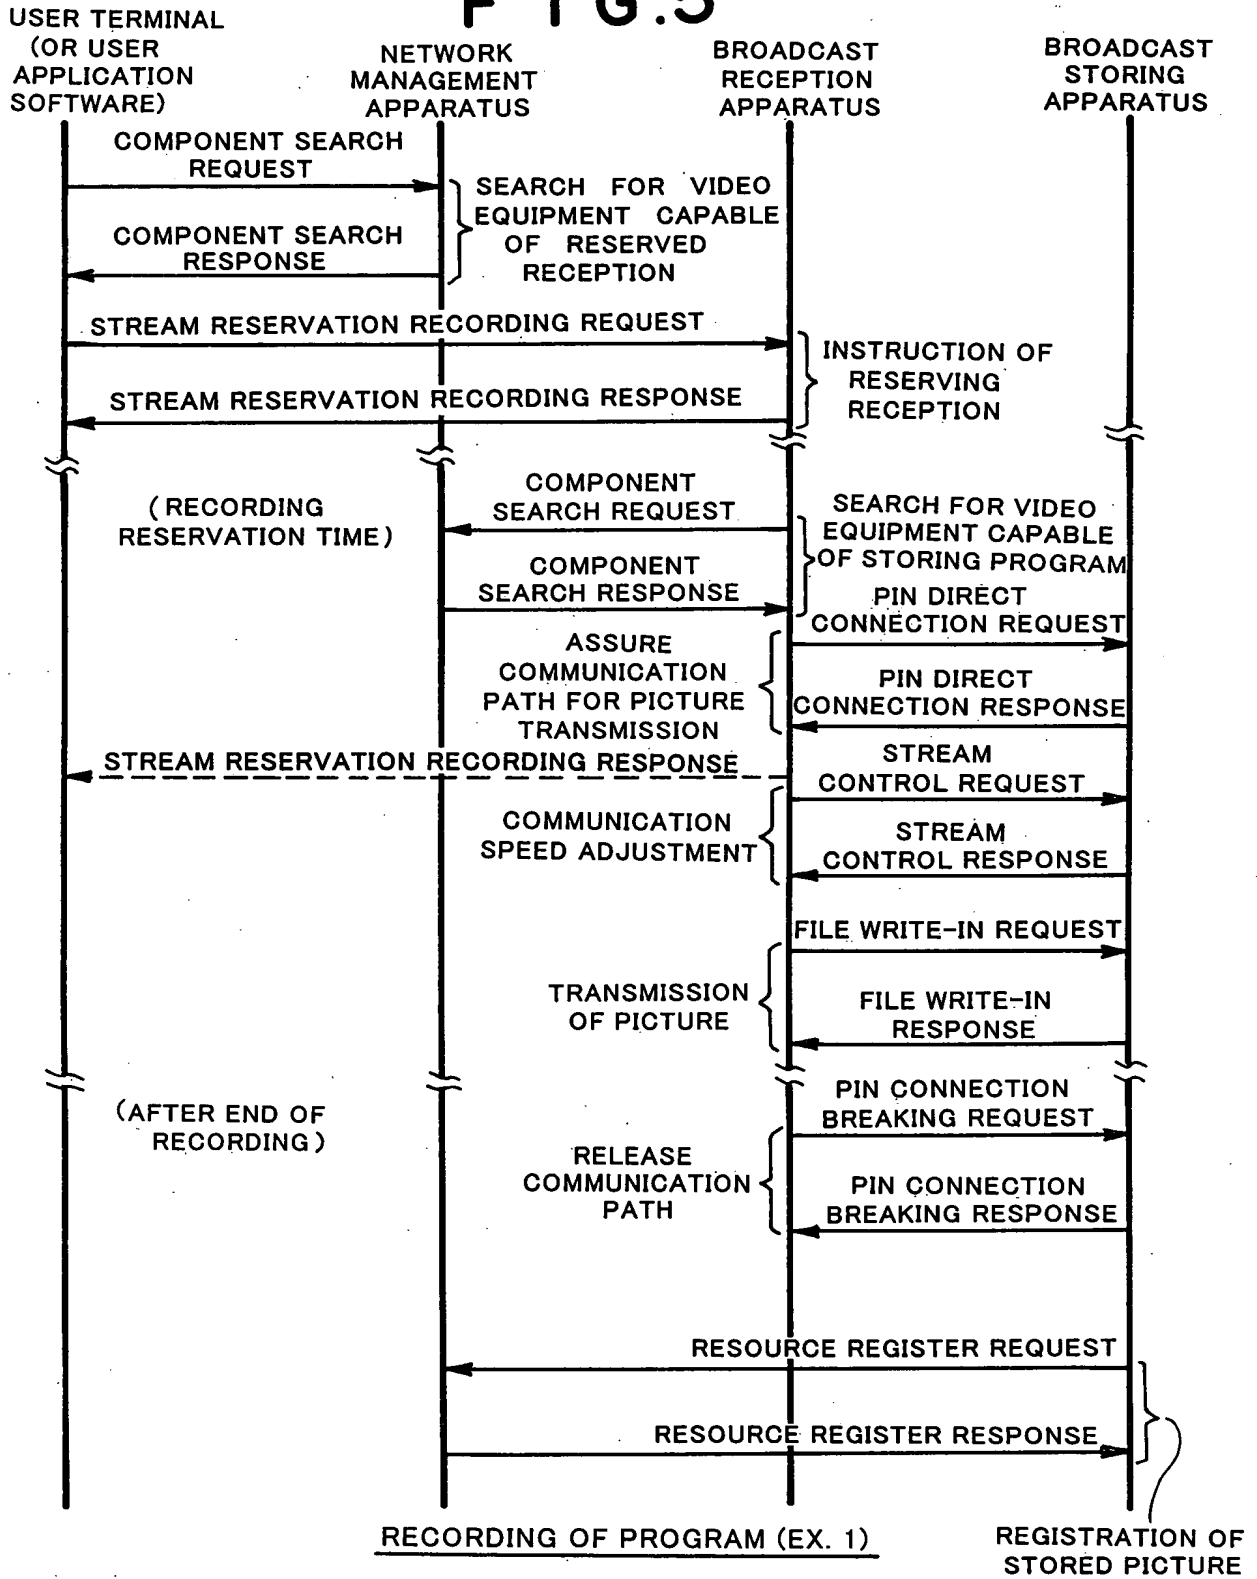 FIG.5
USER TERMINAL
(OR USER
APPLICATION
SOFTWARE)
NETWORK
MANAGEMENT
APPARATUS
BROADCAST
RECEPTION
APPARATUS
BROADCAST
STORING
APPARATUS
COMPONENT SEARCH
REQUEST
SEARCH FOR VIDEO
EQUIPMENT CAPABLE
OF RESERVED
RECEPTION
COMPONENT SEARCH
RESPONSE
STREAM RESERVATION RECORDING REQUEST
INSTRUCTION OF
RESERVING
RECEPTION
STREAM RESERVATION RECORDING RESPONSE
(RECORDING
RESERVATION TIME)
COMPONENT
SEARCH REQUEST
SEARCH FOR VIDEO
EQUIPMENT CAPABLE
OF STORING PROGRAM
COMPONENT
SEARCH RESPONSE
PIN DIRECT
CONNECTION REQUEST
ASSURE
COMMUNICATION
PATH FOR PICTURE
TRANSMISSION
PIN DIRECT
CONNECTION RESPONSE
STREAM RESERVATION RECORDING RESPONSE
STREAM
CONTROL REQUEST
COMMUNICATION
SPEED ADJUSTMENT
STREAM
CONTROL RESPONSE
FILE WRITE-IN REQUEST
TRANSMISSION
OF PICTURE
FILE WRITE-IN
RESPONSE
(AFTER END OF
RECORDING)
PIN CONNECTION
BREAKING REQUEST
RELEASE
COMMUNICATION
PATH
PIN CONNECTION
BREAKING RESPONSE
RESOURCE REGISTER REQUEST
RESOURCE REGISTER RESPONSE
RECORDING OF PROGRAM (EX. 1)
REGISTRATION OF
STORED PICTURE